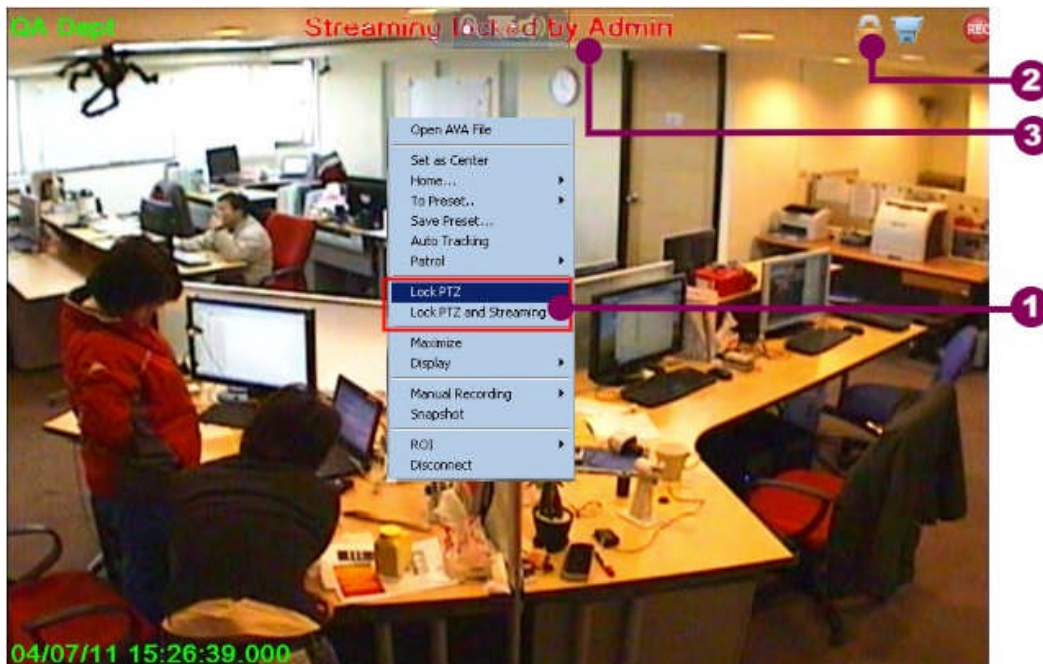 QA Dept
Streaming locked by Admin
REC
2
3
Open AVA File
Set as Center
Home...
To Preset..
Save Preset...
Auto Tracking
Patrol
Lock PTZ
Lock PTZ and Streaming
1
Maximize
Display
Manual Recording
Snapshot
ROI
Disconnect
04/07/11 15:26:39.000